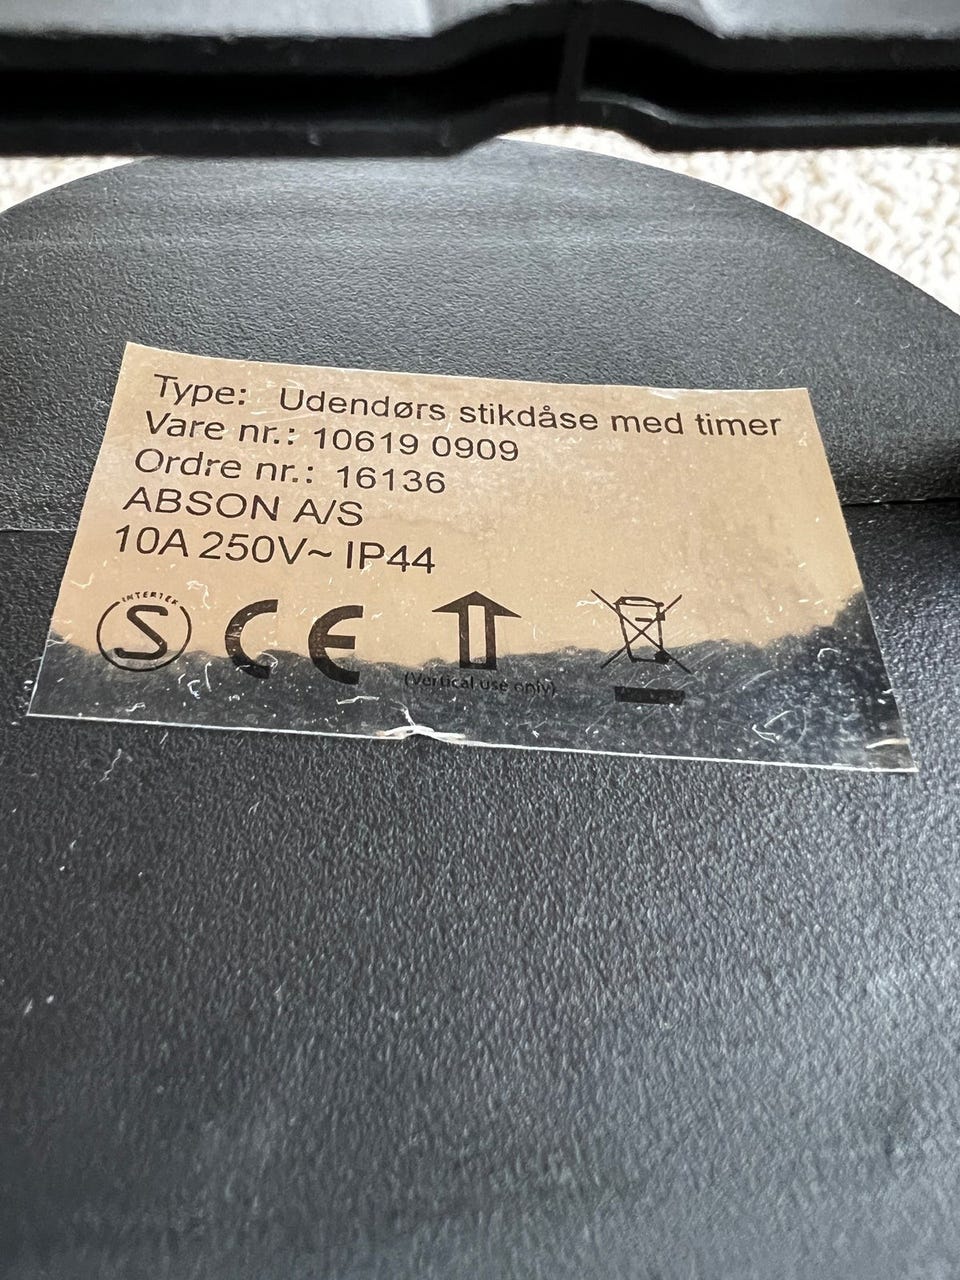 Type: Udendørs stikdåse med timer
Vare nr.: 10619 0909
Ordre nr.: 16136
ABSON A/S
10A 250V~ IP44
INTERTEK
S CE
(Vertical use only)